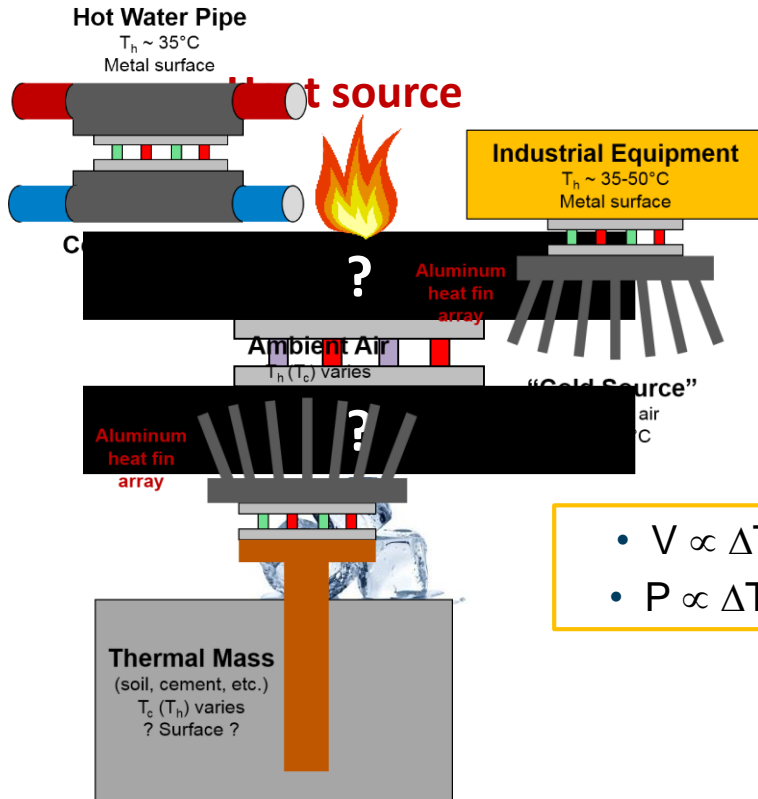 Hot Water Pipe
T_h ~ 35°C
Metal surface
source
Industrial Equipment
T_h ~ 35-50°C
Metal surface
?
Aluminum
heat fin
array
Ambient Air
T_h (T_c) varies
Source”
air
?
Aluminum
heat fin
array
• V ∝ ΔT
• P ∝ ΔT
Thermal Mass
(soil, cement, etc.)
T_c (T_h) varies
? Surface ?